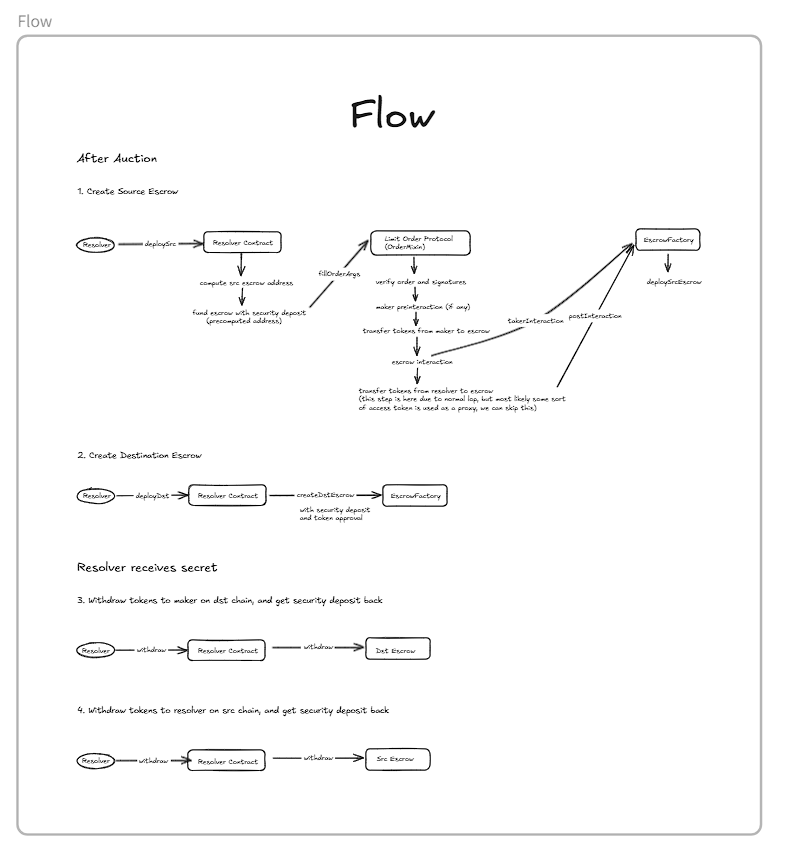 Flow
Flow
After Auction
1. Create Source Escrow
Resolver
deploySrc
Resolver Contract
compute src escrow address
fund escrow with security deposit
(precomputed address)
fillOrderArgs
Limit Order Protocol
(OrderMixin)
verify order and signatures
maker preinteraction (if any)
transfer tokens from maker to escrow
escrow interaction
transfer tokens from resolver to escrow
(this step is here due to normal lop, but most likely some sort
of access token is used as a proxy, we can skip this)
takerInteraction
postInteraction
EscrowFactory
deploySrcEscrow
2. Create Destination Escrow
Resolver
deployDst
Resolver Contract
createDstEscrow
with security deposit
and token approval
EscrowFactory
Resolver receives secret
3. Withdraw tokens to maker on dst chain, and get security deposit back
Resolver
withdraw
Resolver Contract
withdraw
Dst Escrow
4. Withdraw tokens to resolver on src chain, and get security deposit back
Resolver
withdraw
Resolver Contract
withdraw
Src Escrow